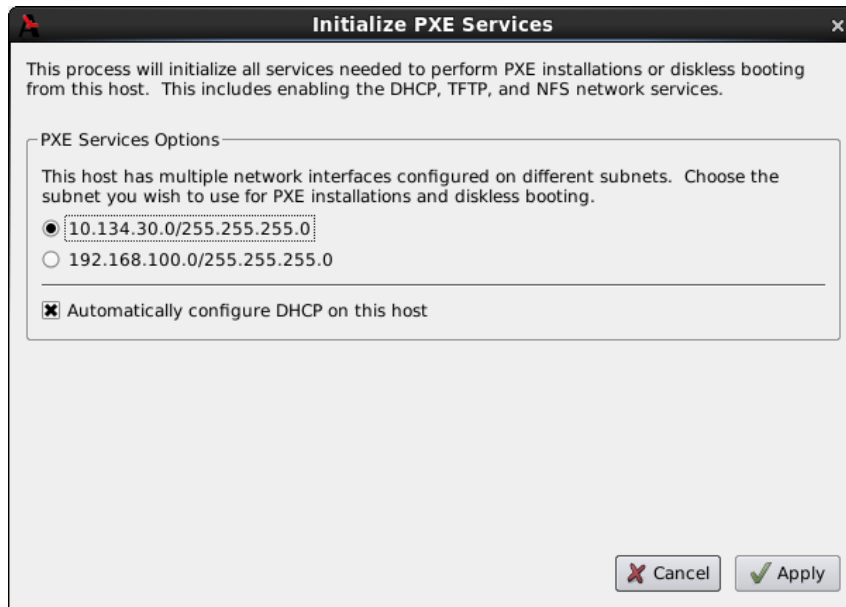 Initialize PXE Services
This process will initialize all services needed to perform PXE installations or diskless booting
from this host.  This includes enabling the DHCP, TFTP, and NFS network services.
PXE Services Options
This host has multiple network interfaces configured on different subnets.  Choose the
subnet you wish to use for PXE installations and diskless booting.
10.134.30.0/255.255.255.0
192.168.100.0/255.255.255.0
Automatically configure DHCP on this host
Cancel Apply